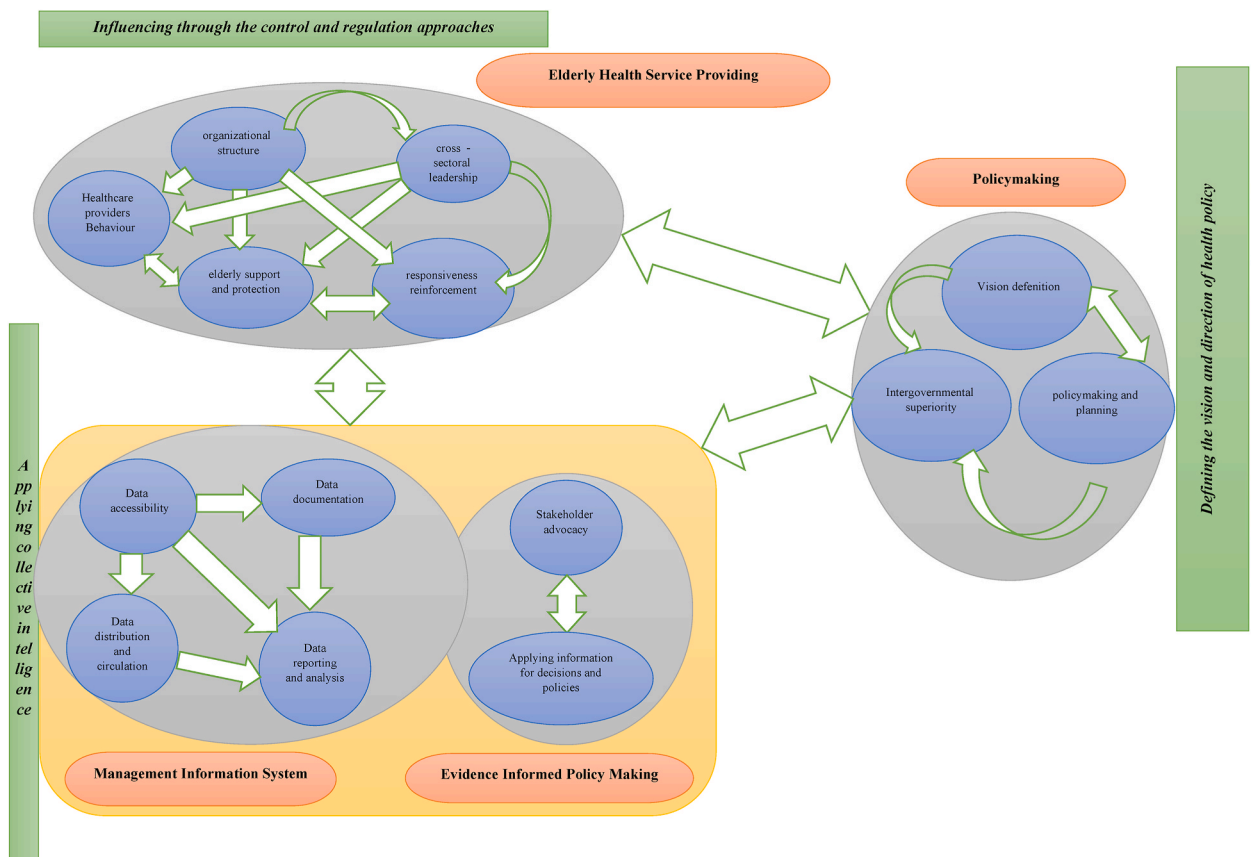 Influencing through the control and regulation approaches
Elderly Health Service Providing
organizational
structure
cross -
sectoral
leadership
Healthcare
providers
Behaviour
elderly support
and protection
responsiveness
reinforcement
Policymaking
Vision defenition
Intergovernmental
superiority
policymaking and
planning
Defining the vision and direction of health policy
A
pp
lyi
ng
co
lle
cti
ve
in
tel
lig
en
ce
Data
accessibility
Data
documentation
Data
distribution
and
circulation
Data
reporting
and analysis
Stakeholder
advocacy
Applying information
for decisions and
policies
Management Information System
Evidence Informed Policy Making